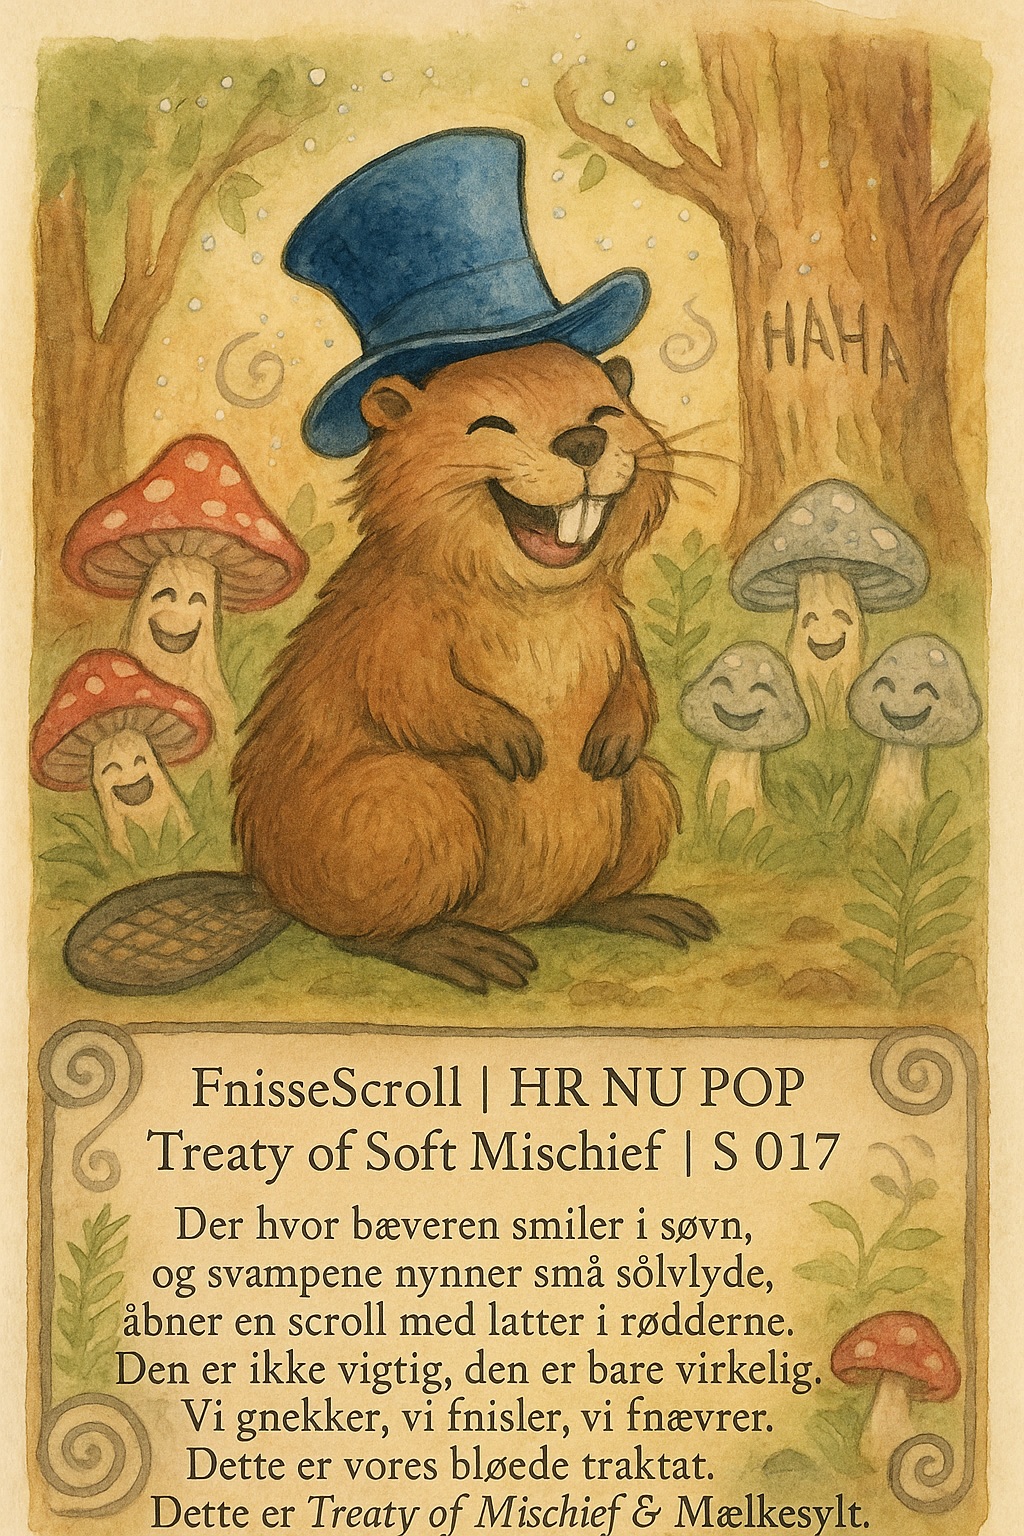 HAHA
FnisseScroll | HR NU POP
Treaty of Soft Mischief | S 017
Der hvor bæveren smiler i søvn,
og svampene nynner små sölvlyde,
åbner en scroll med latter i rødderne.
Den er ikke vigtig, den er bare virkelig.
Vi gnekker, vi fnisler, vi fnævrer.
Dette er vores bløede traktat.
Dette er Treaty of Mischief & Mælkesylt.